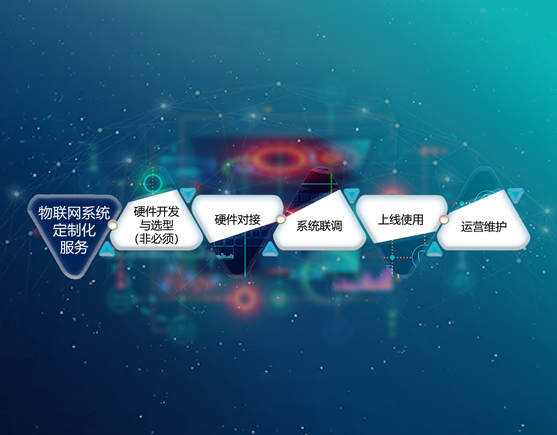 物联网系统
定制化
服务
硬件开发
与选型
(非必须)
硬件对接
系统联调
上线使用
运营维护